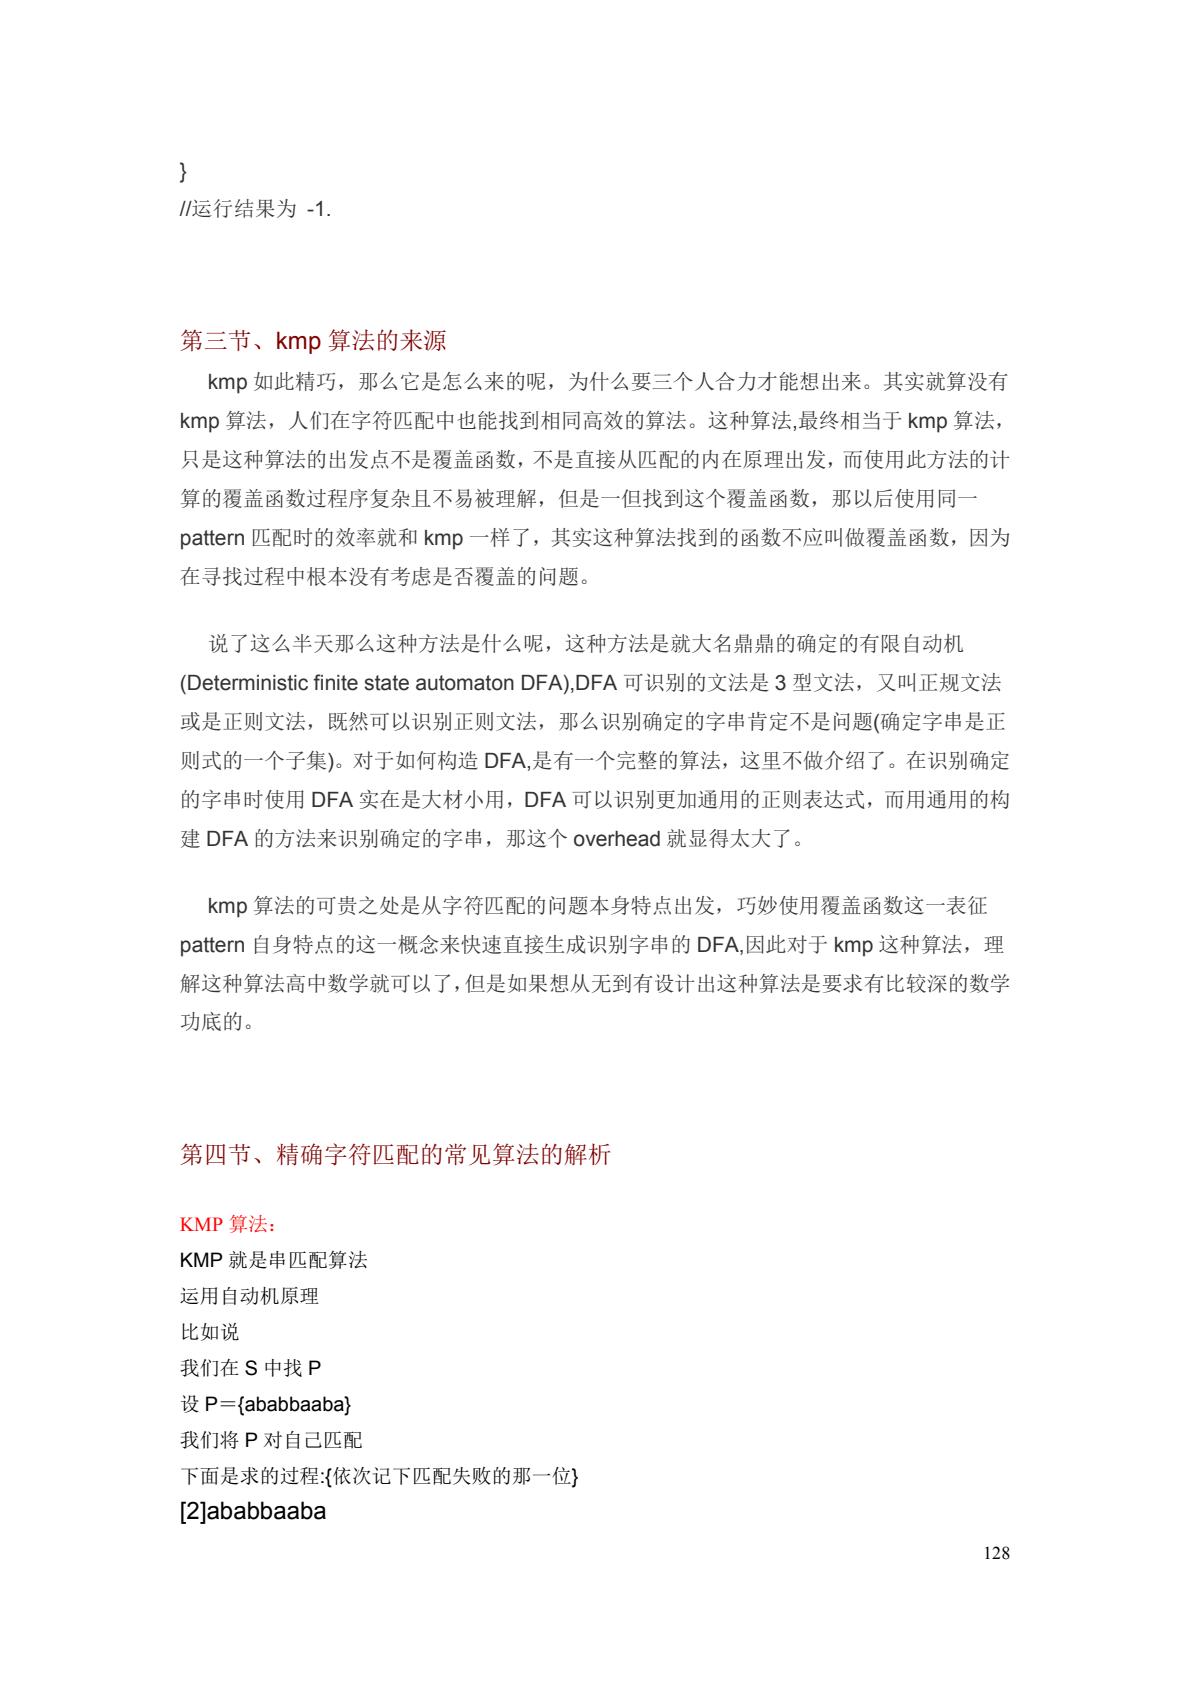 }
//运行结果为 -1.
第三节、kmp 算法的来源
kmp 如此精巧，那么它是怎么来的呢，为什么要三个人合力才能想出来。其实就算没有
kmp 算法，人们在字符匹配中也能找到相同高效的算法。这种算法,最终相当于 kmp 算法，
只是这种算法的出发点不是覆盖函数，不是直接从匹配的内在原理出发，而使用此方法的计
算的覆盖函数过程序复杂且不易被理解，但是一但找到这个覆盖函数，那以后使用同一
pattern 匹配时的效率就和 kmp 一样了，其实这种算法找到的函数不应叫做覆盖函数，因为
在寻找过程中根本没有考虑是否覆盖的问题。
说了这么半天那么这种方法是什么呢，这种方法是就大名鼎鼎的确定的有限自动机
(Deterministic finite state automaton DFA),DFA 可识别的文法是 3 型文法，又叫正规文法
或是正则文法，既然可以识别正则文法，那么识别确定的字串肯定不是问题(确定字串是正
则式的一个子集)。对于如何构造 DFA,是有一个完整的算法，这里不做介绍了。在识别确定
的字串时使用 DFA 实在是大材小用，DFA 可以识别更加通用的正则表达式，而用通用的构
建 DFA 的方法来识别确定的字串，那这个 overhead 就显得太大了。
kmp 算法的可贵之处是从字符匹配的问题本身特点出发，巧妙使用覆盖函数这一表征
pattern 自身特点的这一概念来快速直接生成识别字串的 DFA,因此对于 kmp 这种算法，理
解这种算法高中数学就可以了，但是如果想从无到有设计出这种算法是要求有比较深的数学
功底的。
第四节、精确字符匹配的常见算法的解析
KMP 算法：
KMP 就是串匹配算法
运用自动机原理
比如说
我们在 S 中找 P
设 P＝{ababbaaba}
我们将 P 对自己匹配
下面是求的过程:{依次记下匹配失败的那一位}
[2]ababbaaba
128